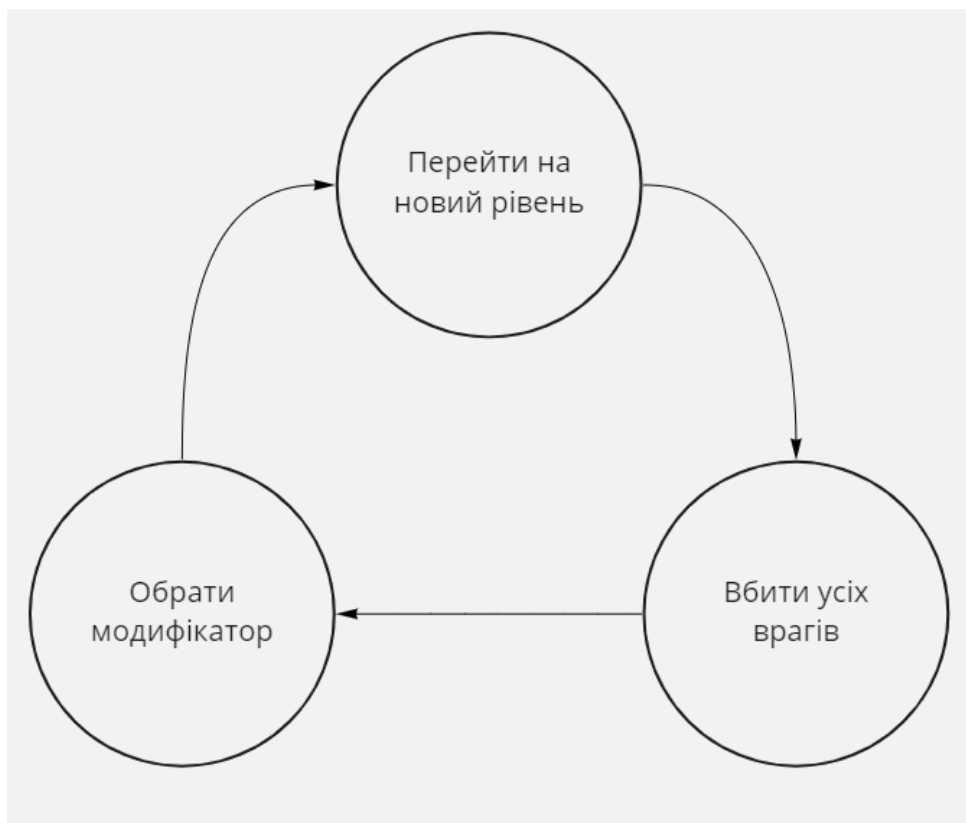 Перейти на
новий рівень
Обрати
модифікатор
Вбити усіх
врагів